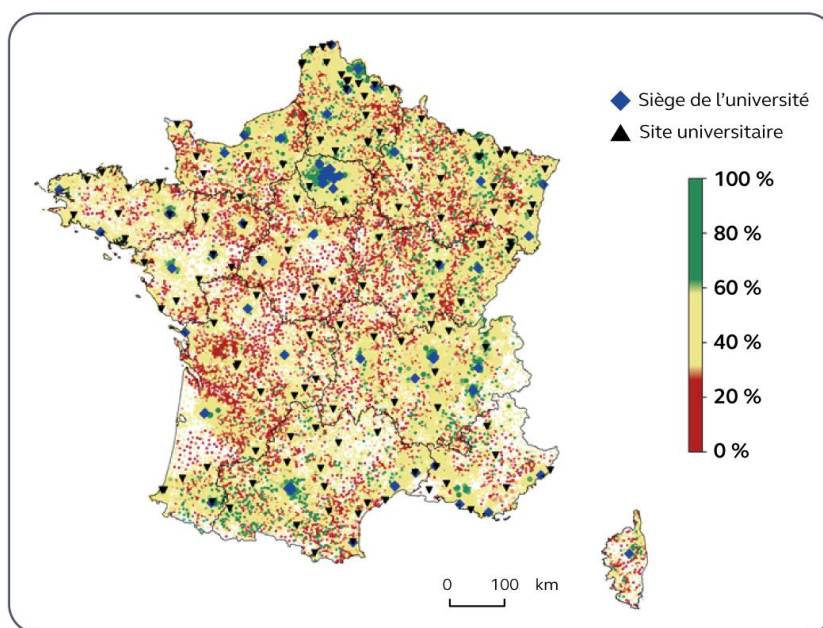 Siège de l’université
Site universitaire
100 %
80 %
60 %
40 %
20 %
0 %
0 100 km